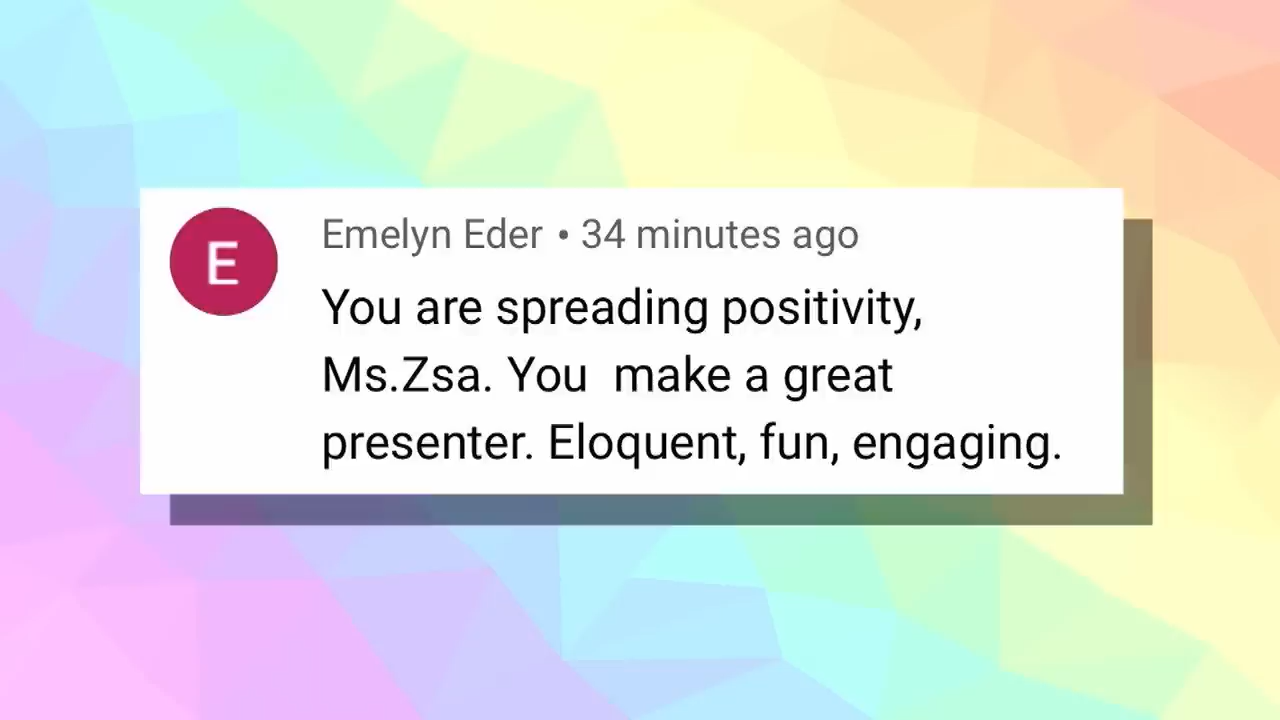 E
Emelyn Eder • 34 minutes ago
You are spreading positivity,
Ms.Zsa. You  make a great
presenter. Eloquent, fun, engaging.